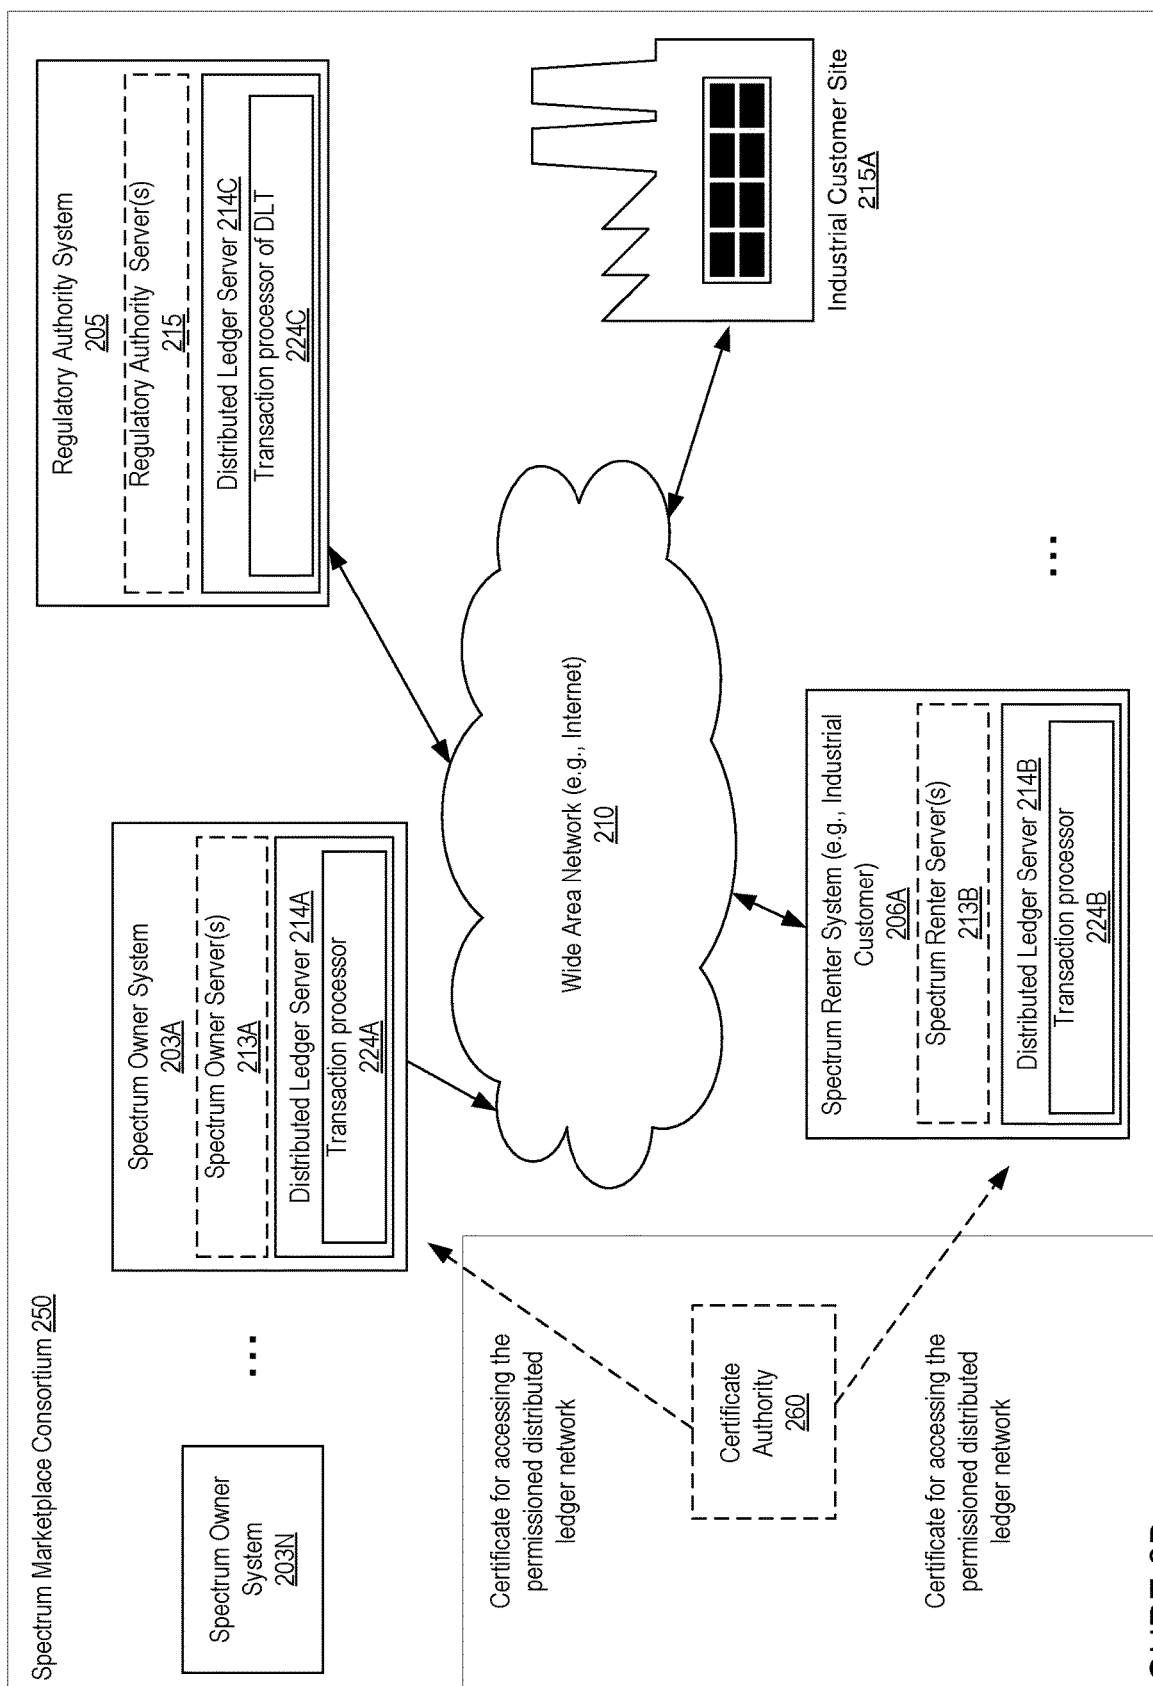 Spectrum Marketplace Consortium 250
Spectrum Owner
System
203N
...
Spectrum Owner System
203A
Spectrum Owner Server(s)
213A
Distributed Ledger Server 214A
Transaction processor
224A
Regulatory Authority System
205
Regulatory Authority Server(s)
215
Distributed Ledger Server 214C
Transaction processor of DLT
224C
Wide Area Network (e.g., Internet)
210
Industrial Customer Site
215A
Certificate for accessing the
permissioned distributed
ledger network
Certificate
Authority
260
Certificate for accessing the
permissioned distributed
ledger network
Spectrum Renter System (e.g., Industrial
Customer)
206A
Spectrum Renter Server(s)
213B
Distributed Ledger Server 214B
Transaction processor
224B
...